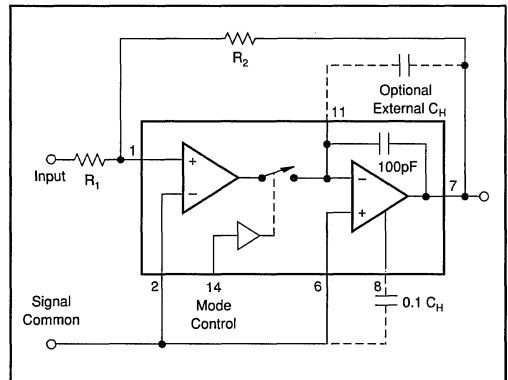 R2
Optional
External CH
11
1
+
−
100pF
−
+
7
Input
R1
2
14
6
8
0.1 CH
Mode
Control
Signal
Common